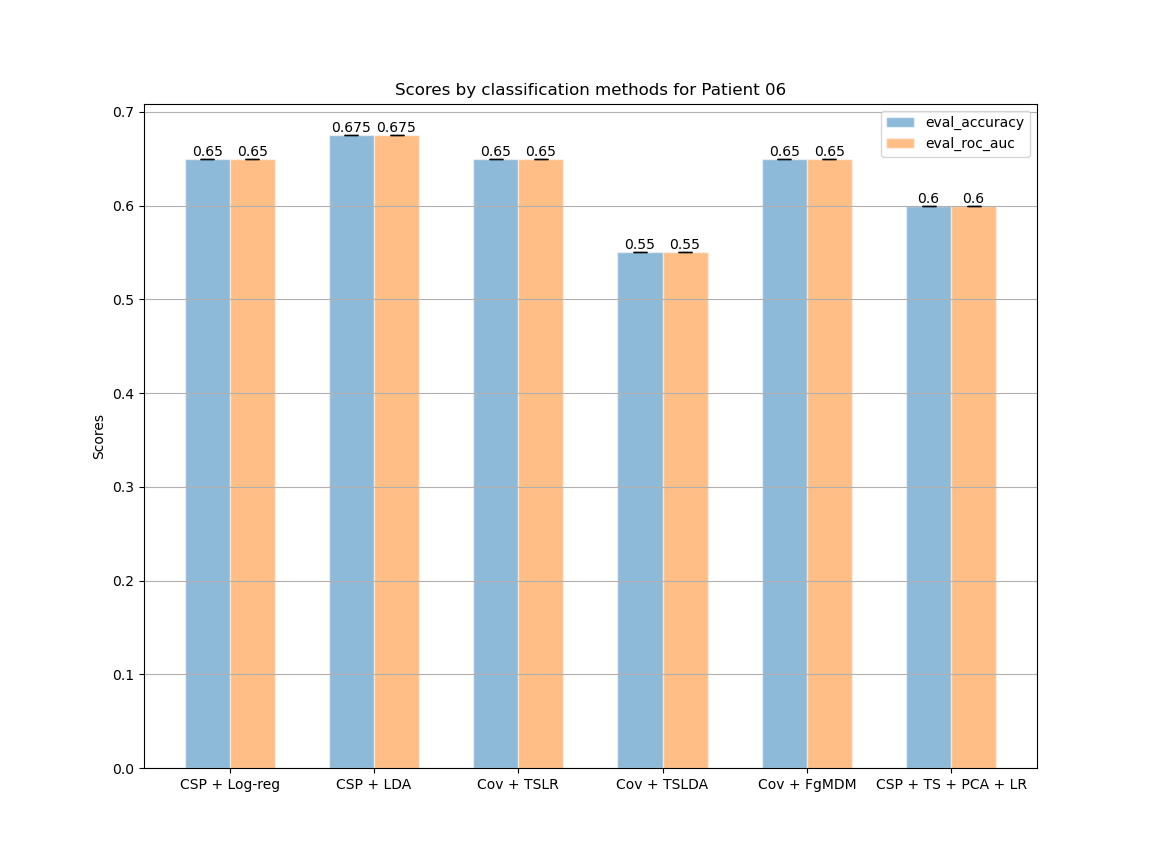 Scores by classification methods for Patient 06
eval_accuracy
eval_roc_auc
0.65 0.65 0.675 0.675 0.65 0.65 0.55 0.55 0.65 0.65 0.6 0.6
0.7
0.6
0.5
0.4
0.3
0.2
0.1
0.0
Scores
CSP + Log-reg CSP + LDA Cov + TSLR Cov + TSLDA Cov + FgMDM CSP + TS + PCA + LR